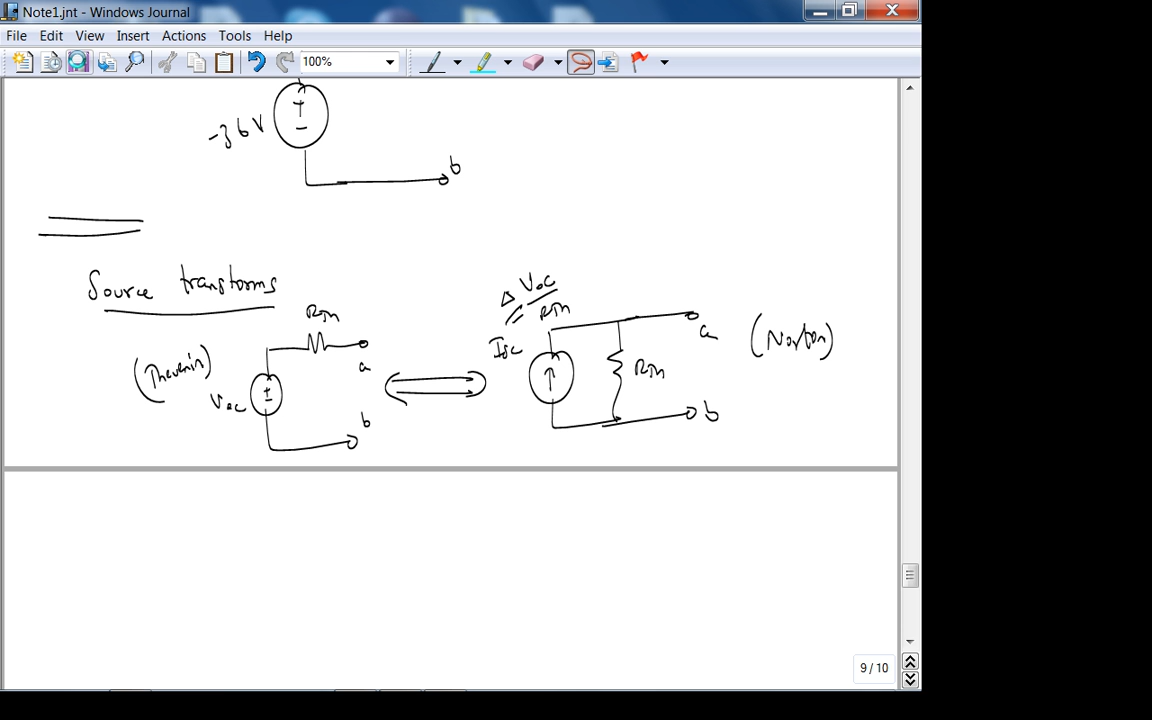 Note1.jnt - Windows Journal
File Edit View Insert Actions Tools Help
100%
-36V
+
-
b
Source transforms
(Thevenin)
Voc
+
-
RTh
a
b
Isc ≜ Voc/RTh
RTh
a
b
(Norton)
9 / 10